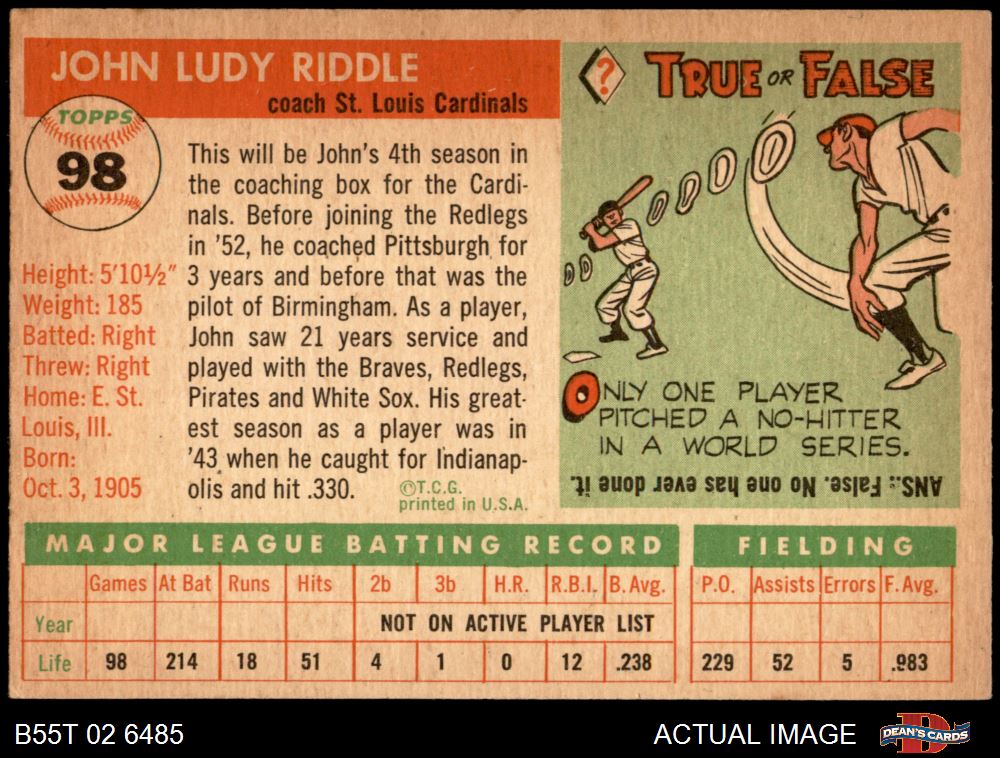 JOHN LUDY RIDDLE
coach St. Louis Cardinals
TOPPS
98
This will be John's 4th season in
the coaching box for the Cardi-
nals. Before joining the Redlegs
in '52, he coached Pittsburgh for
3 years and before that was the
pilot of Birmingham. As a player,
John saw 21 years service and
played with the Braves, Redlegs,
Pirates and White Sox. His great-
est season as a player was in
'43 when he caught for Indianap-
olis and hit .330.
©T.C.G.
printed in U.S.A.
Height: 5'10½"
Weight: 185
Batted: Right
Threw: Right
Home: E. St.
Louis, Ill.
Born:
Oct. 3, 1905
?
TRUE OR FALSE
ONLY ONE PLAYER
PITCHED A NO-HITTER
IN A WORLD SERIES.
ANS.: False. No one has ever done it.
MAJOR LEAGUE BATTING RECORD
FIELDING
Games At Bat Runs Hits 2b 3b H.R. R.B.I. B. Avg. P.O. Assists Errors F. Avg.
Year NOT ON ACTIVE PLAYER LIST
Life 98 214 18 51 4 1 0 12 .238 229 52 5 .983
B55T 02 6485
ACTUAL IMAGE
DEAN'S CARDS